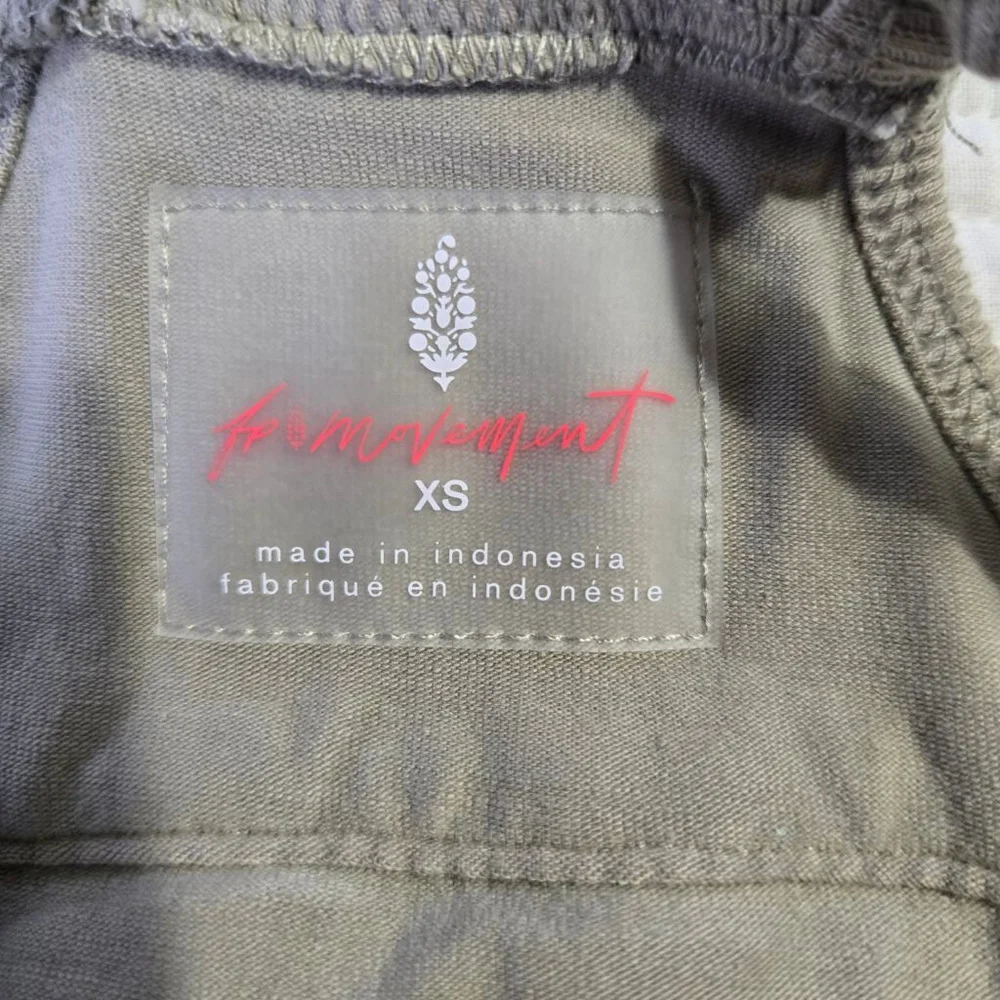 fp movement
XS
made in indonesia
fabriqué en indonésie